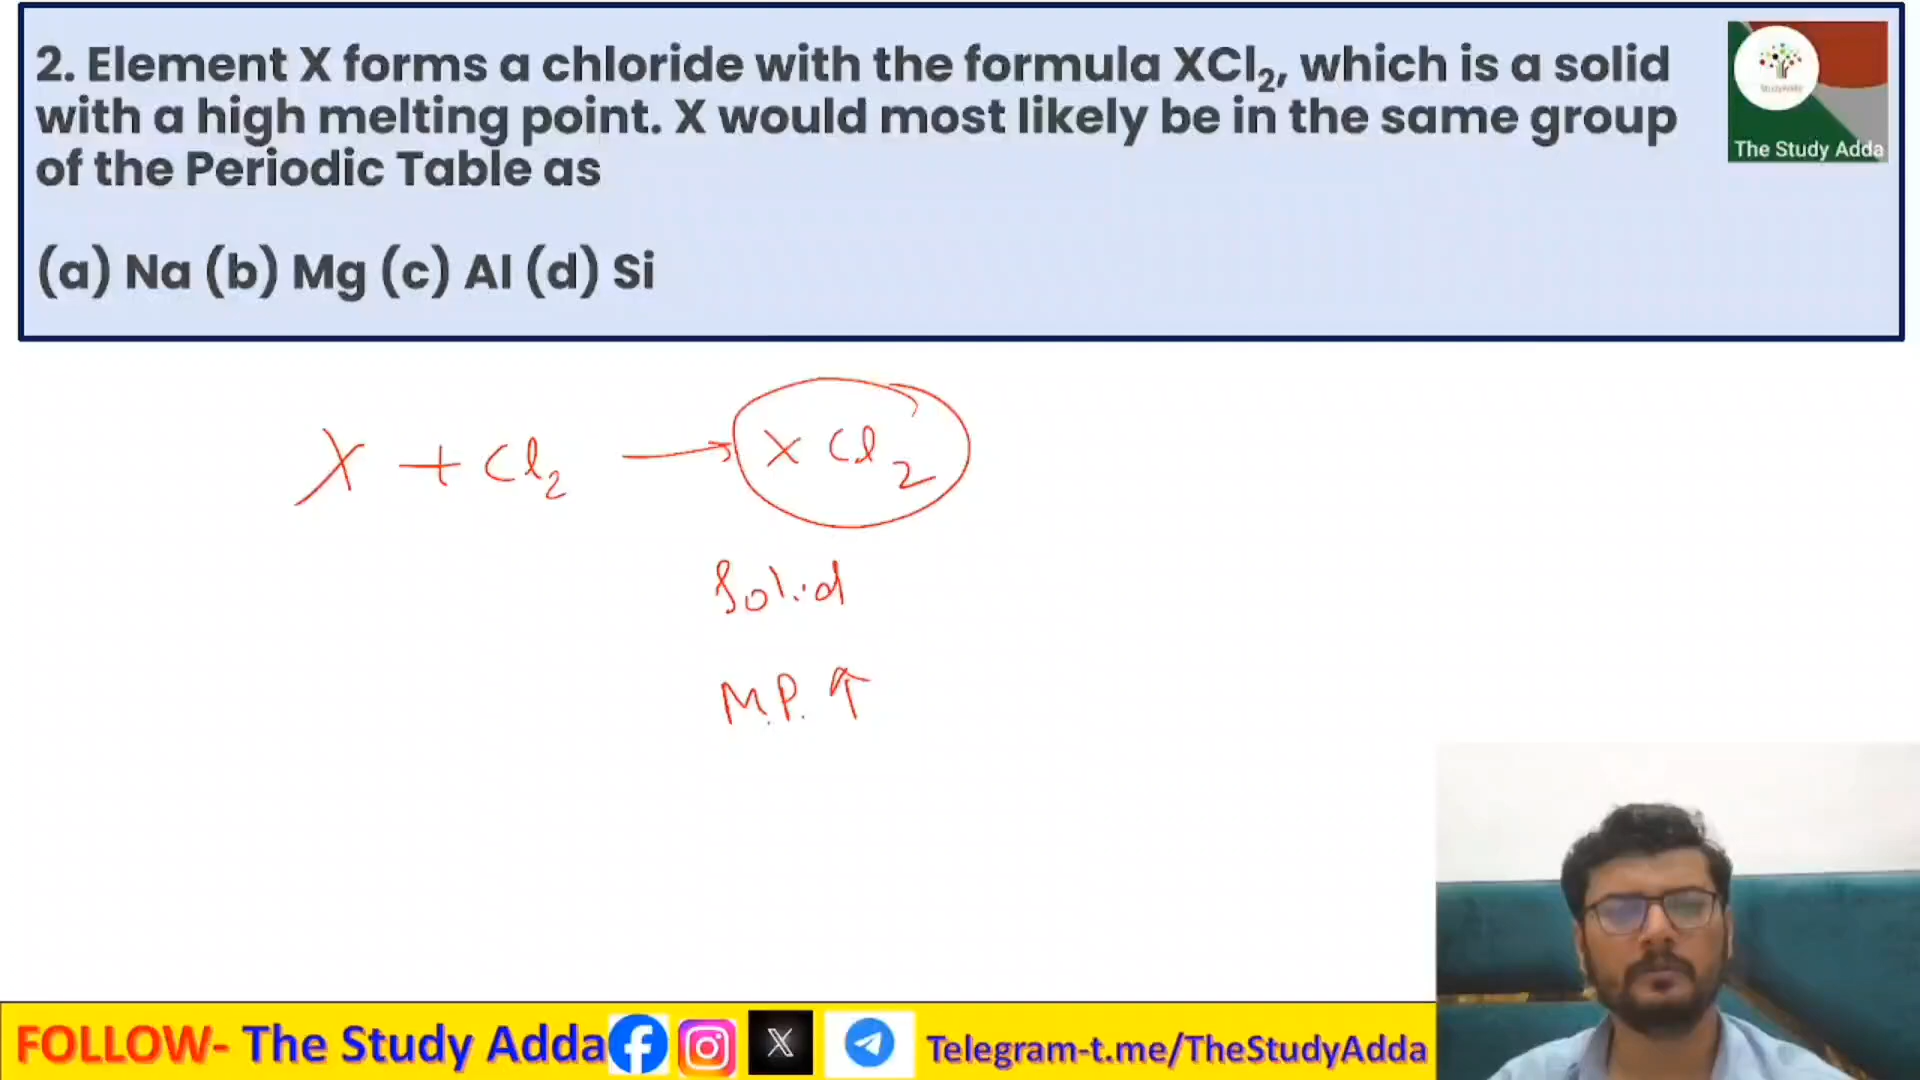 2. Element X forms a chloride with the formula XCl₂, which is a solid
with a high melting point. X would most likely be in the same group
of the Periodic Table as
(a) Na (b) Mg (c) Al (d) Si
StudyAdda
The Study Adda
X + Cl₂ → XCl₂
Solid
M.P. ↑
FOLLOW- The Study Adda
Telegram-t.me/TheStudyAdda